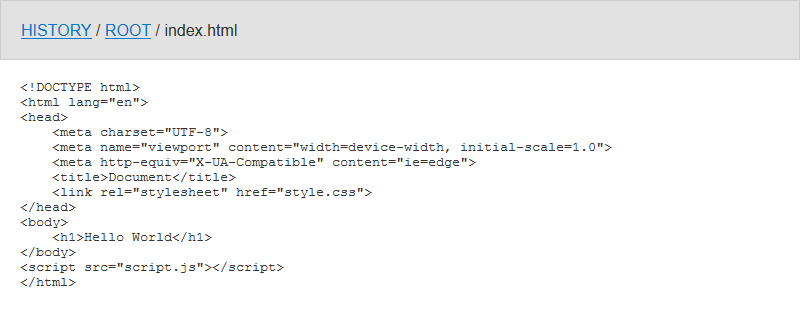 HISTORY / ROOT / index.html
<!DOCTYPE html>
<html lang="en">
<head>
    <meta charset="UTF-8">
    <meta name="viewport" content="width=device-width, initial-scale=1.0">
    <meta http-equiv="X-UA-Compatible" content="ie=edge">
    <title>Document</title>
    <link rel="stylesheet" href="style.css">
</head>
<body>
    <h1>Hello World</h1>
</body>
<script src="script.js"></script>
</html>